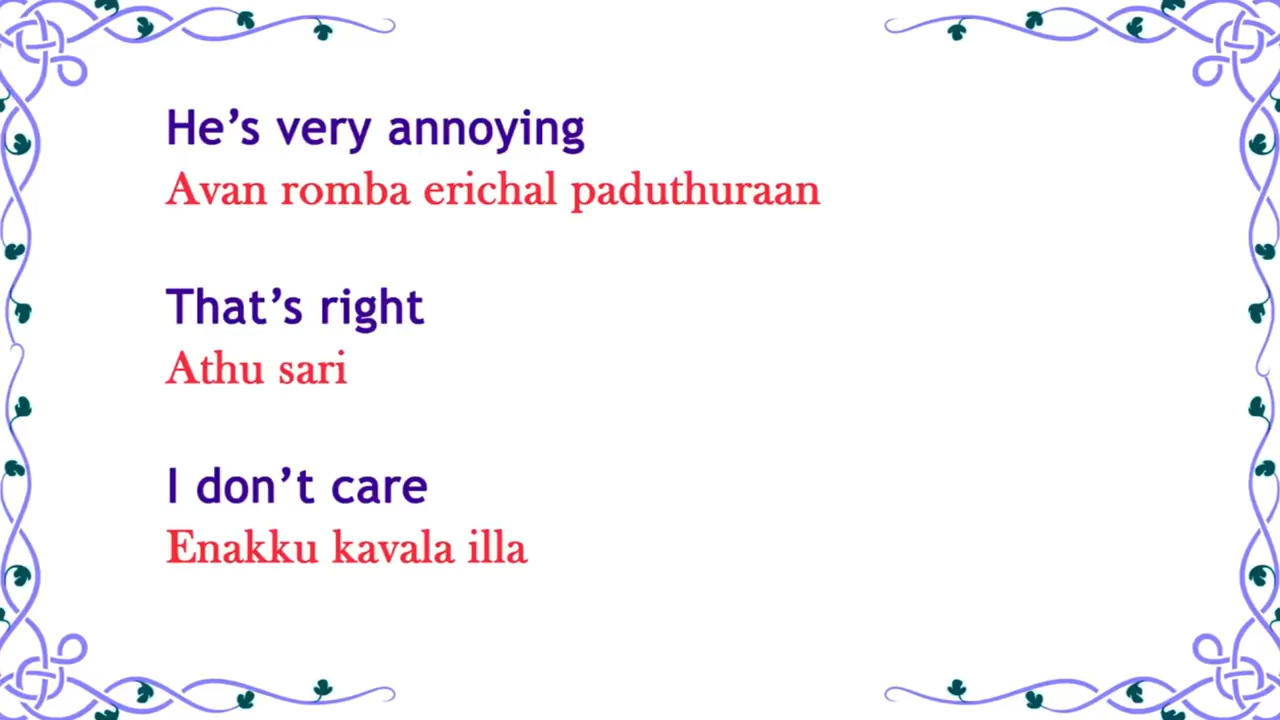 He’s very annoying
Avan romba erichal paduthuraan
That’s right
Athu sari
I don’t care
Enakku kavala illa